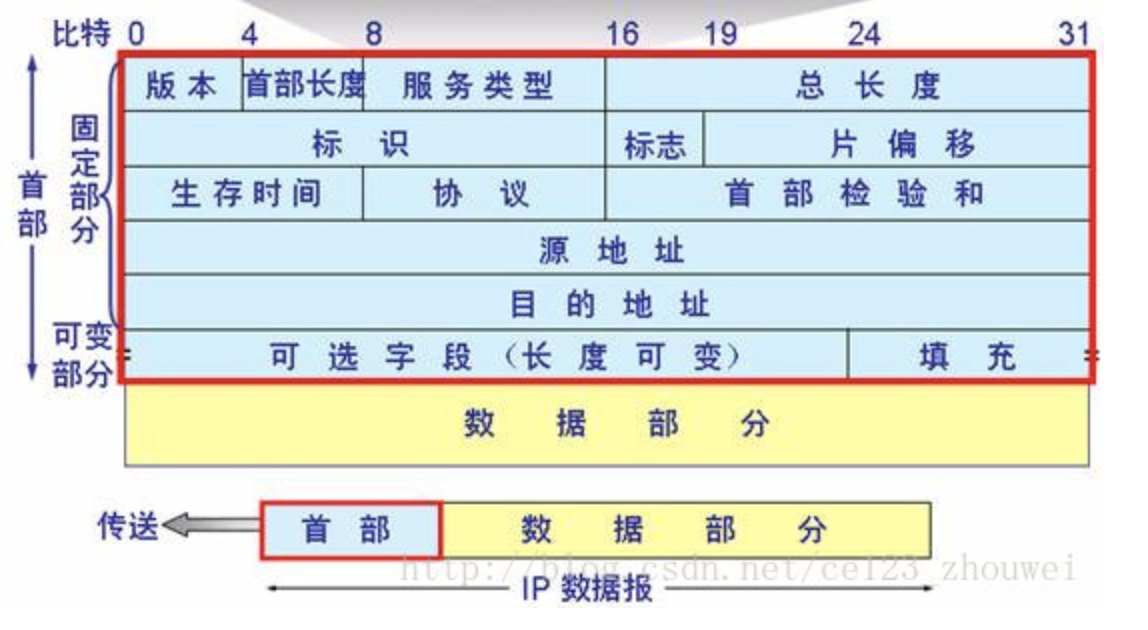 比特 0 4 8 16 19 24 31
版本 首部长度 服务类型 总长度
标识 标志 片偏移
生存时间 协议 首部检验和
源地址
目的地址
可选字段（长度可变） 填充
数据部分
首部
固定部分
可变部分
传送 首部 数据部分
http://blog.csdn.net/ce123_zhouwei
IP 数据报